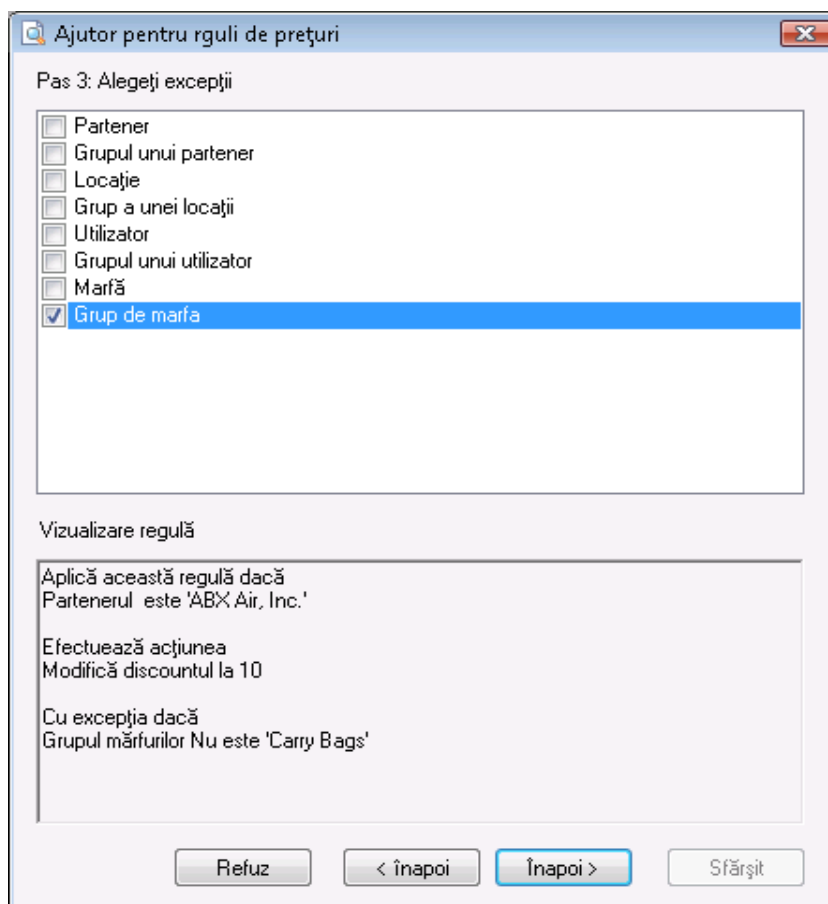 Ajutor pentru rguli de preţuri
Pas 3: Alegeţi excepţii
Partener
Grupul unui partener
Locaţie
Grup a unei locaţii
Utilizator
Grupul unui utilizator
Marfă
Grup de marfa
Vizualizare regulă
Aplică această regulă dacă
Partenerul  este 'ABX Air, Inc.'
Efectuează acţiunea
Modifică discountul la 10
Cu excepţia dacă
Grupul mărfurilor Nu este 'Carry Bags'
Refuz
< înapoi
Înapoi >
Sfărşit